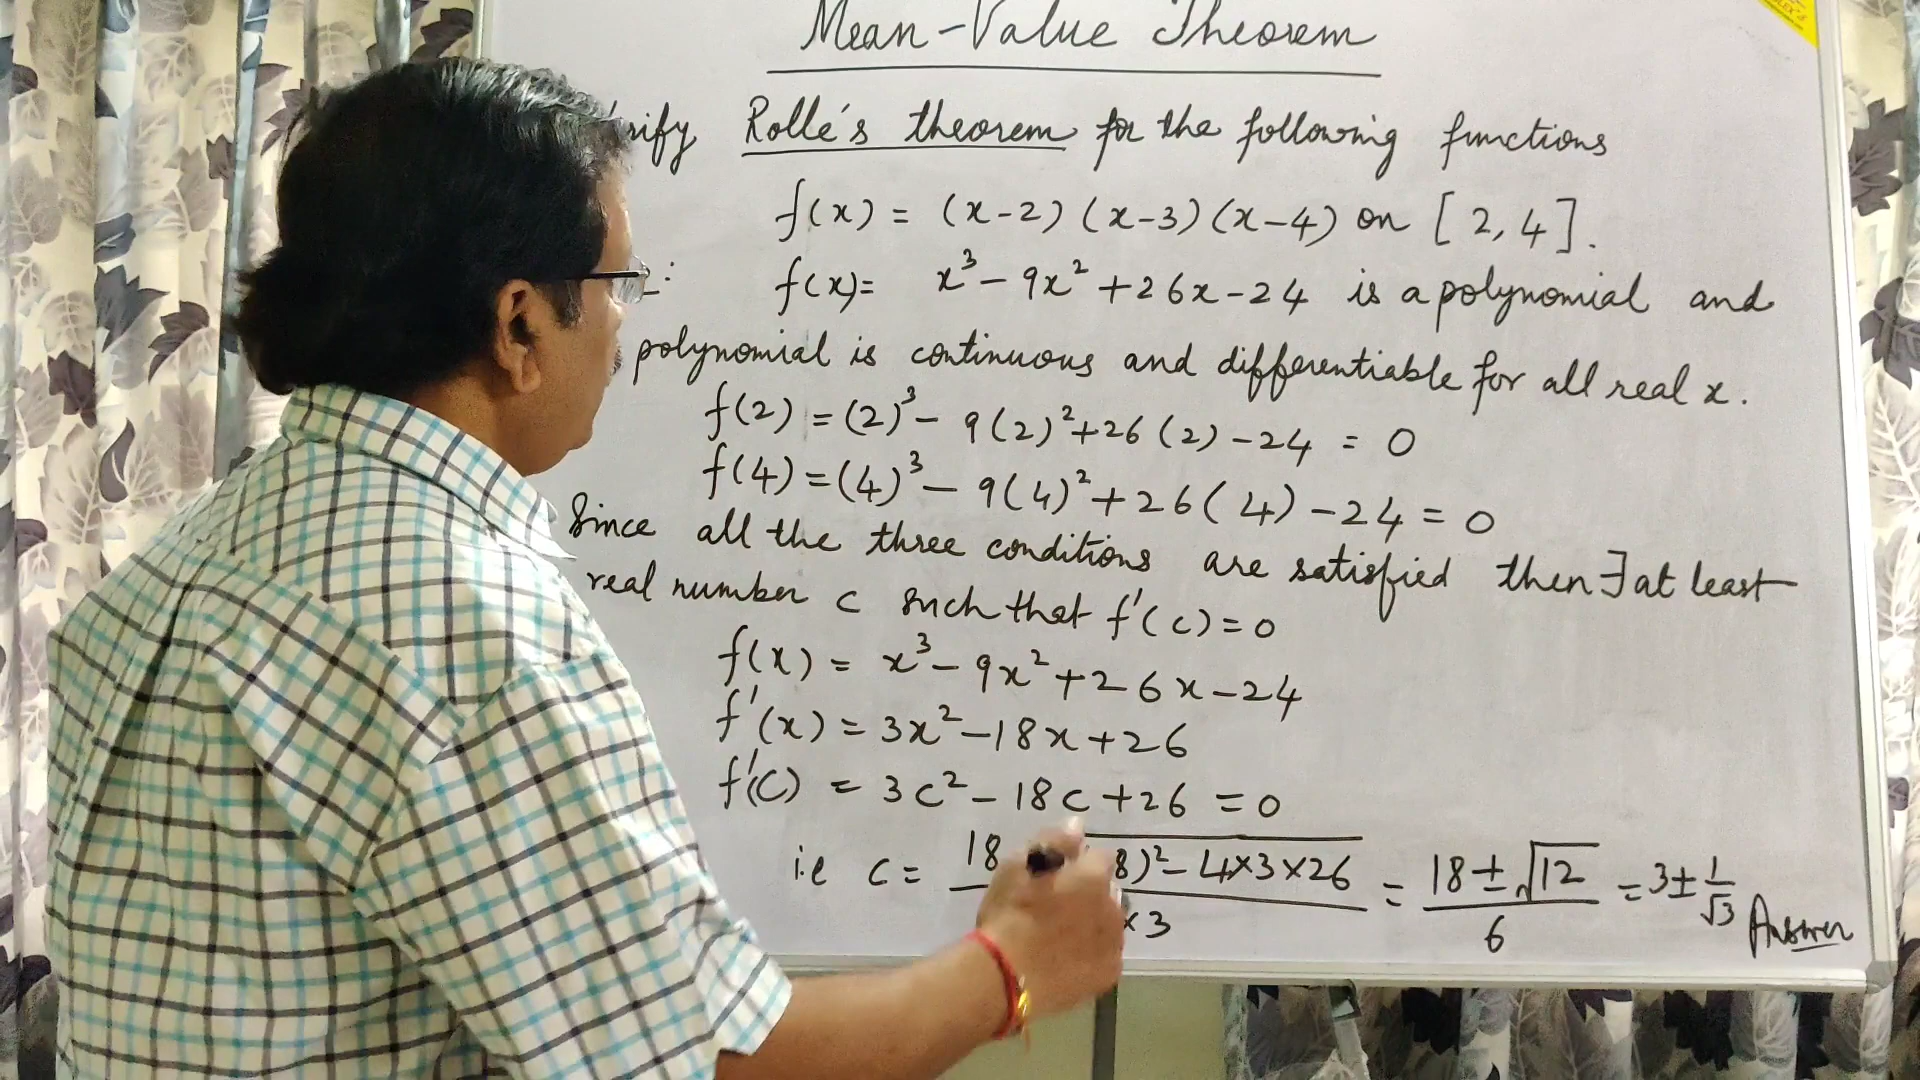 Mean-Value Theorem
rify Rolle's theorem for the following functions
f(x) = (x-2) (x-3) (x-4) on [2, 4].
f(x) = x³ - 9x² + 26x - 24 is a polynomial and
polynomial is continuous and differentiable for all real x.
f(2) = (2)³ - 9(2)² + 26(2) - 24 = 0
f(4) = (4)³ - 9(4)² + 26(4) - 24 = 0
Since all the three conditions are satisfied then ∃ at least
real number c such that f'(c) = 0
f(x) = x³ - 9x² + 26x - 24
f'(x) = 3x² - 18x + 26
f'(c) = 3c² - 18c + 26 = 0
i.e c = 18 8)² - 4×3×26 / ×3 = 18 ± √12 / 6 = 3 ± 1/√3 Answer